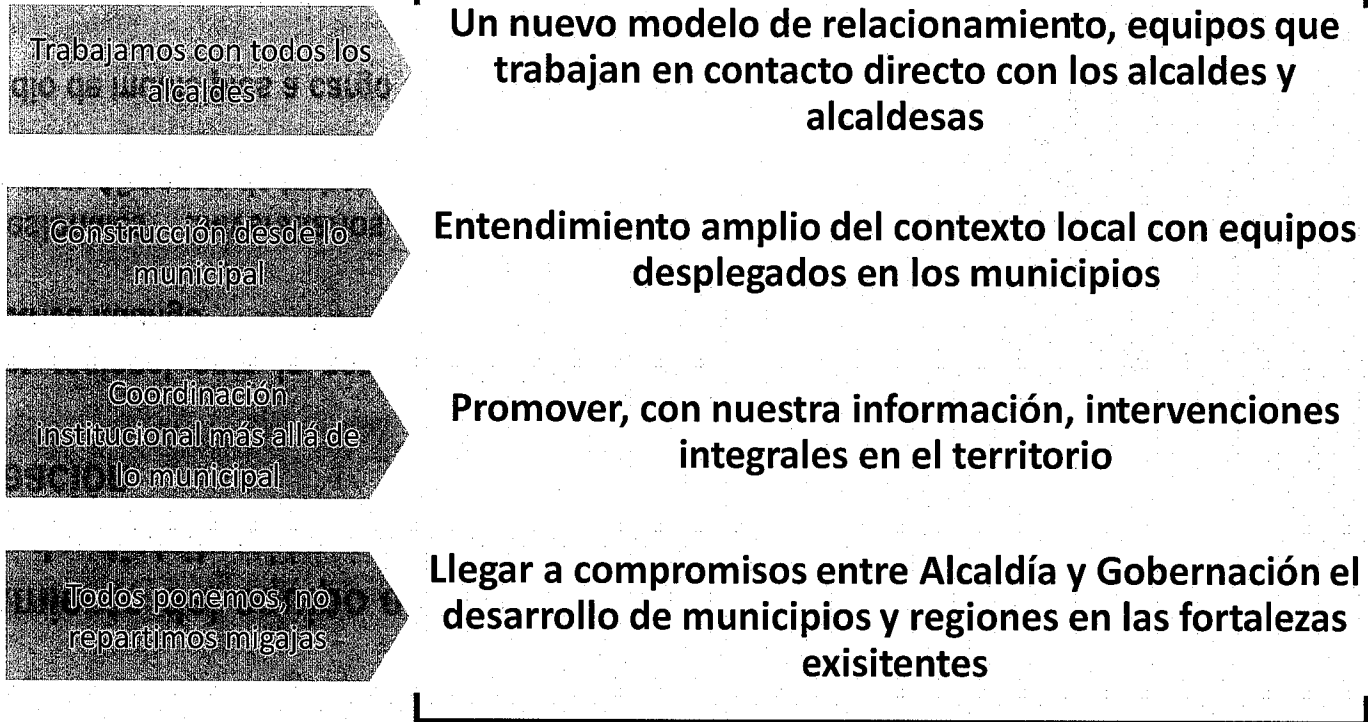 Trabajamos con todos los
alcaldes
Un nuevo modelo de relacionamiento, equipos que
trabajan en contacto directo con los alcaldes y
alcaldesas
Construcción desde lo
municipal
Entendimiento amplio del contexto local con equipos
desplegados en los municipios
Coordinación
institucional más allá de
lo municipal
Promover, con nuestra información, intervenciones
integrales en el territorio
Todos ponemos, no
repartimos migajas
Llegar a compromisos entre Alcaldía y Gobernación el
desarrollo de municipios y regiones en las fortalezas
exisitentes